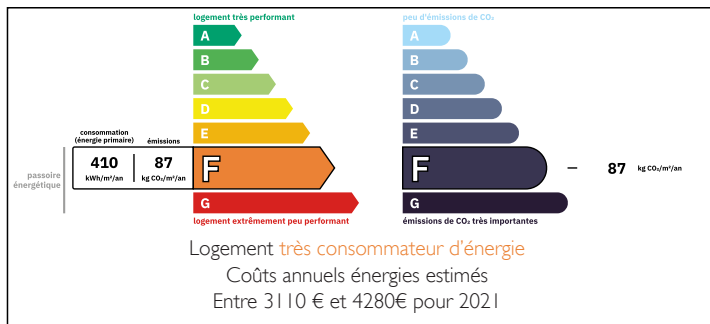 logement très performant
A
B
C
D
E
consommation
(énergie primaire)
émissions
410
87
kWh/m²/an
kg CO₂/m²/an
F
passoire
énergétique
G
logement extrêmement peu performant
peu d'émissions de CO₂
A
B
C
D
E
F
87 kg CO₂/m²/an
G
émissions de CO₂ très importantes
Logement très consommateur d'énergie
Coûts annuels énergies estimés
Entre 3110 € et 4280€ pour 2021